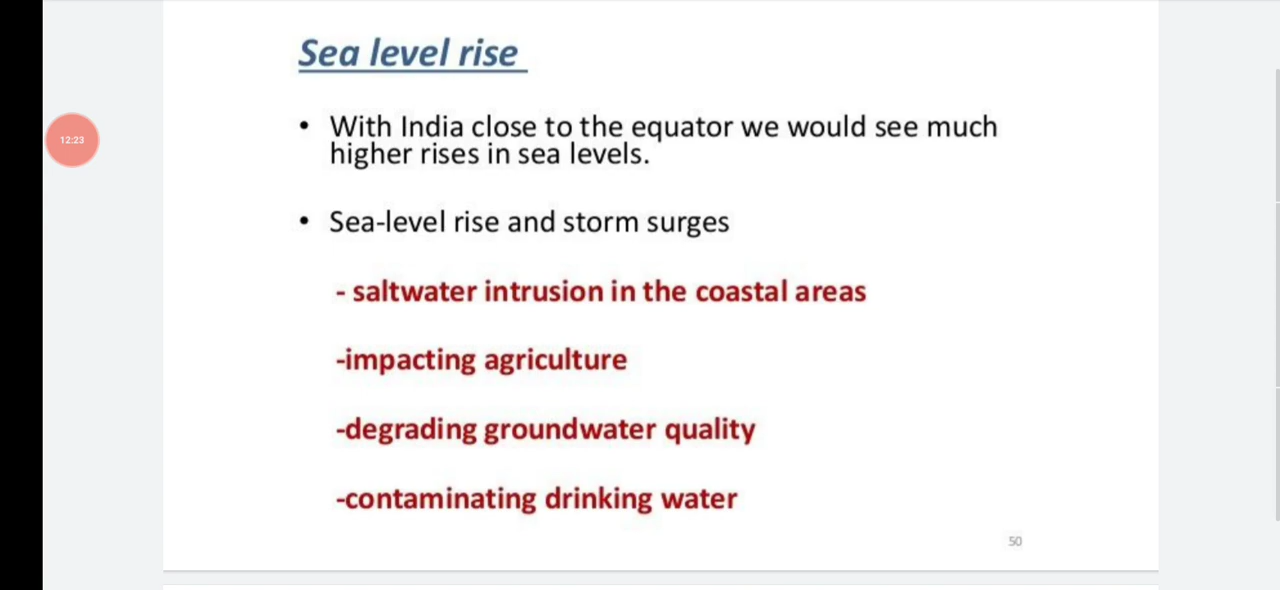 Sea level rise
12:23
• With India close to the equator we would see much
higher rises in sea levels.
• Sea-level rise and storm surges
- saltwater intrusion in the coastal areas
-impacting agriculture
-degrading groundwater quality
-contaminating drinking water
50